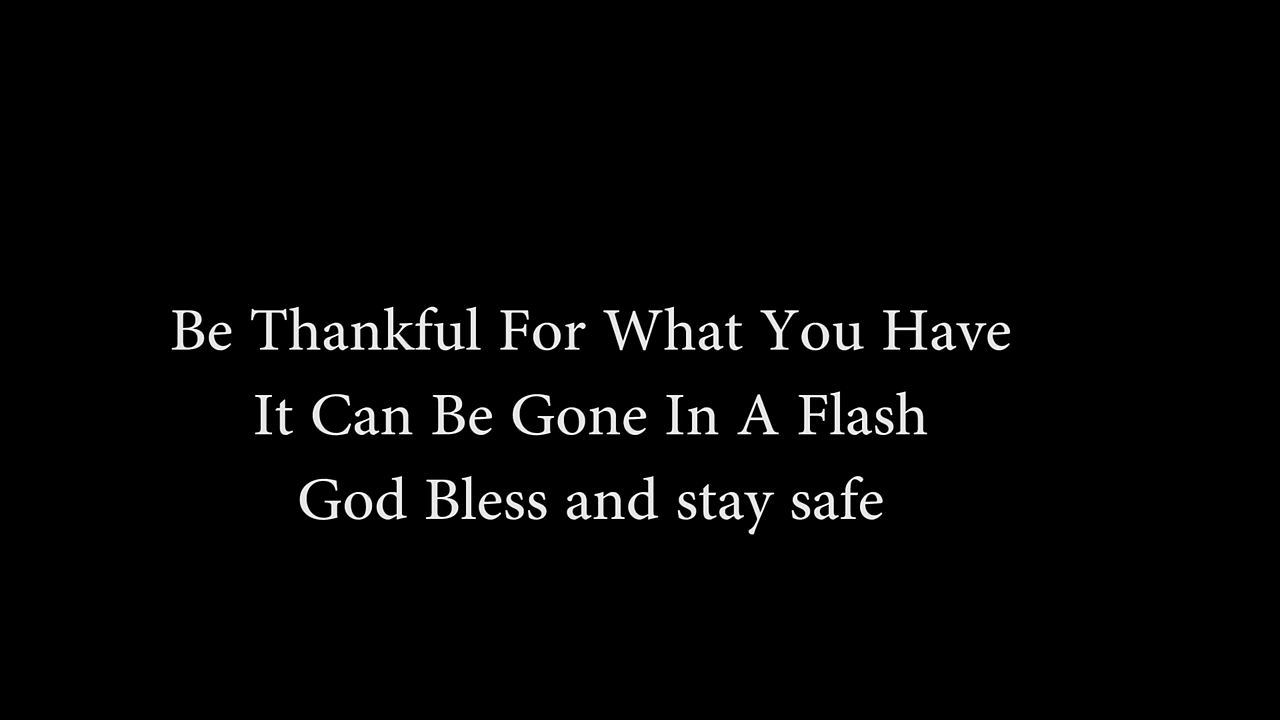 Be Thankful For What You Have
It Can Be Gone In A Flash
God Bless and stay safe